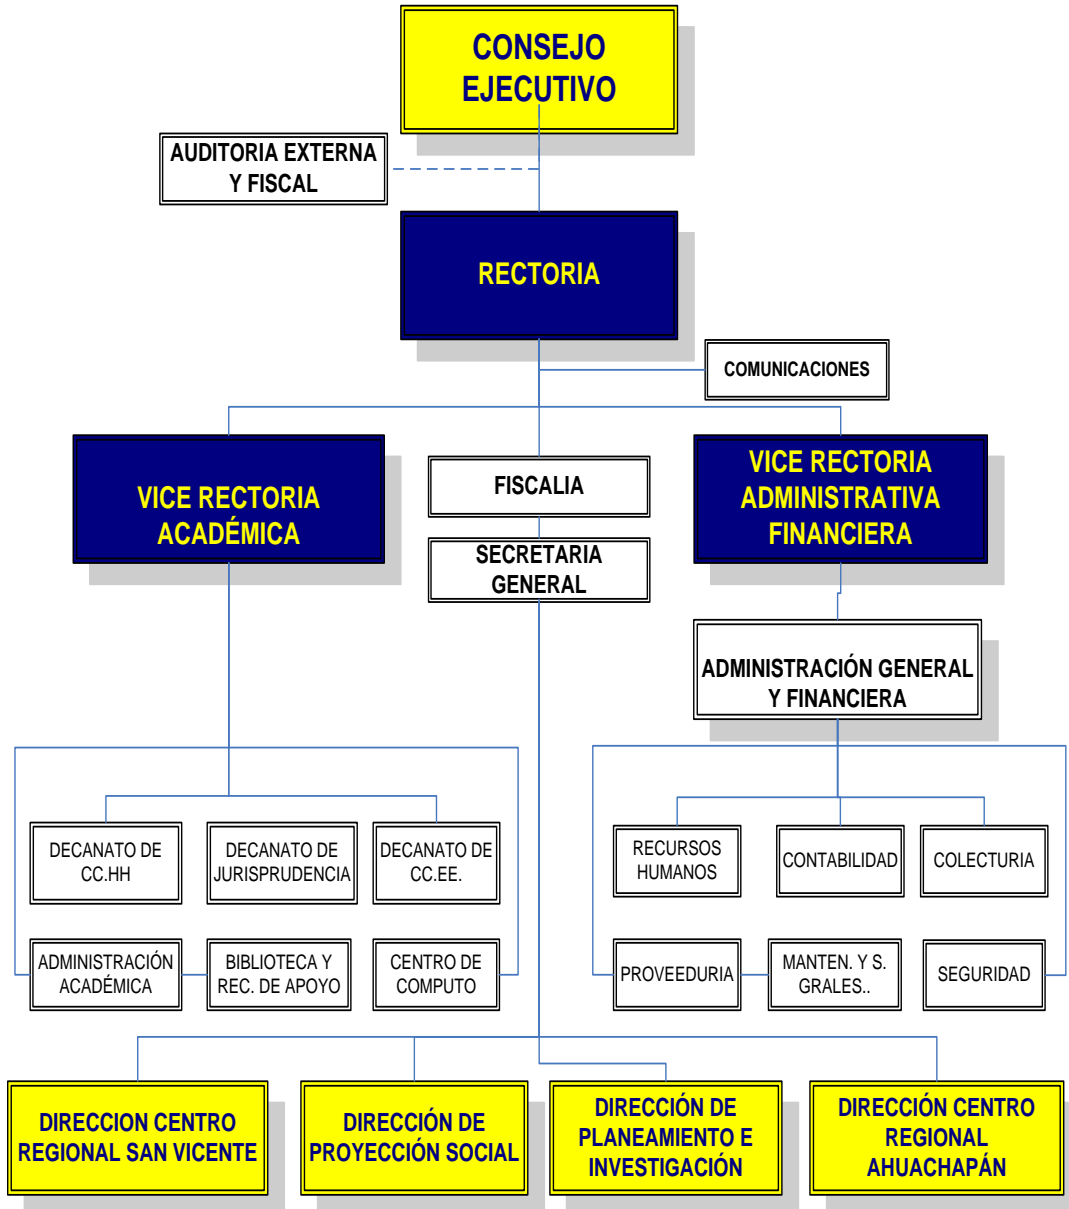 CONSEJO
EJECUTIVO
AUDITORIA EXTERNA
Y FISCAL
RECTORIA
COMUNICACIONES
VICE RECTORIA
ACADÉMICA
FISCALIA
SECRETARIA
GENERAL
VICE RECTORIA
ADMINISTRATIVA
FINANCIERA
ADMINISTRACIÓN GENERAL
Y FINANCIERA
DECANATO DE
CC.HH
DECANATO DE
JURISPRUDENCIA
DECANATO DE
CC.EE.
RECURSOS
HUMANOS
CONTABILIDAD
COLECTURIA
ADMINISTRACIÓN
ACADÉMICA
BIBLIOTECA Y
REC. DE APOYO
CENTRO DE
COMPUTO
PROVEEDURIA
MANTEN. Y S.
GRALES..
SEGURIDAD
DIRECCION CENTRO
REGIONAL SAN VICENTE
DIRECCIÓN DE
PROYECCIÓN SOCIAL
DIRECCIÓN DE
PLANEAMIENTO E
INVESTIGACIÓN
DIRECCIÓN CENTRO
REGIONAL
AHUACHAPÁN